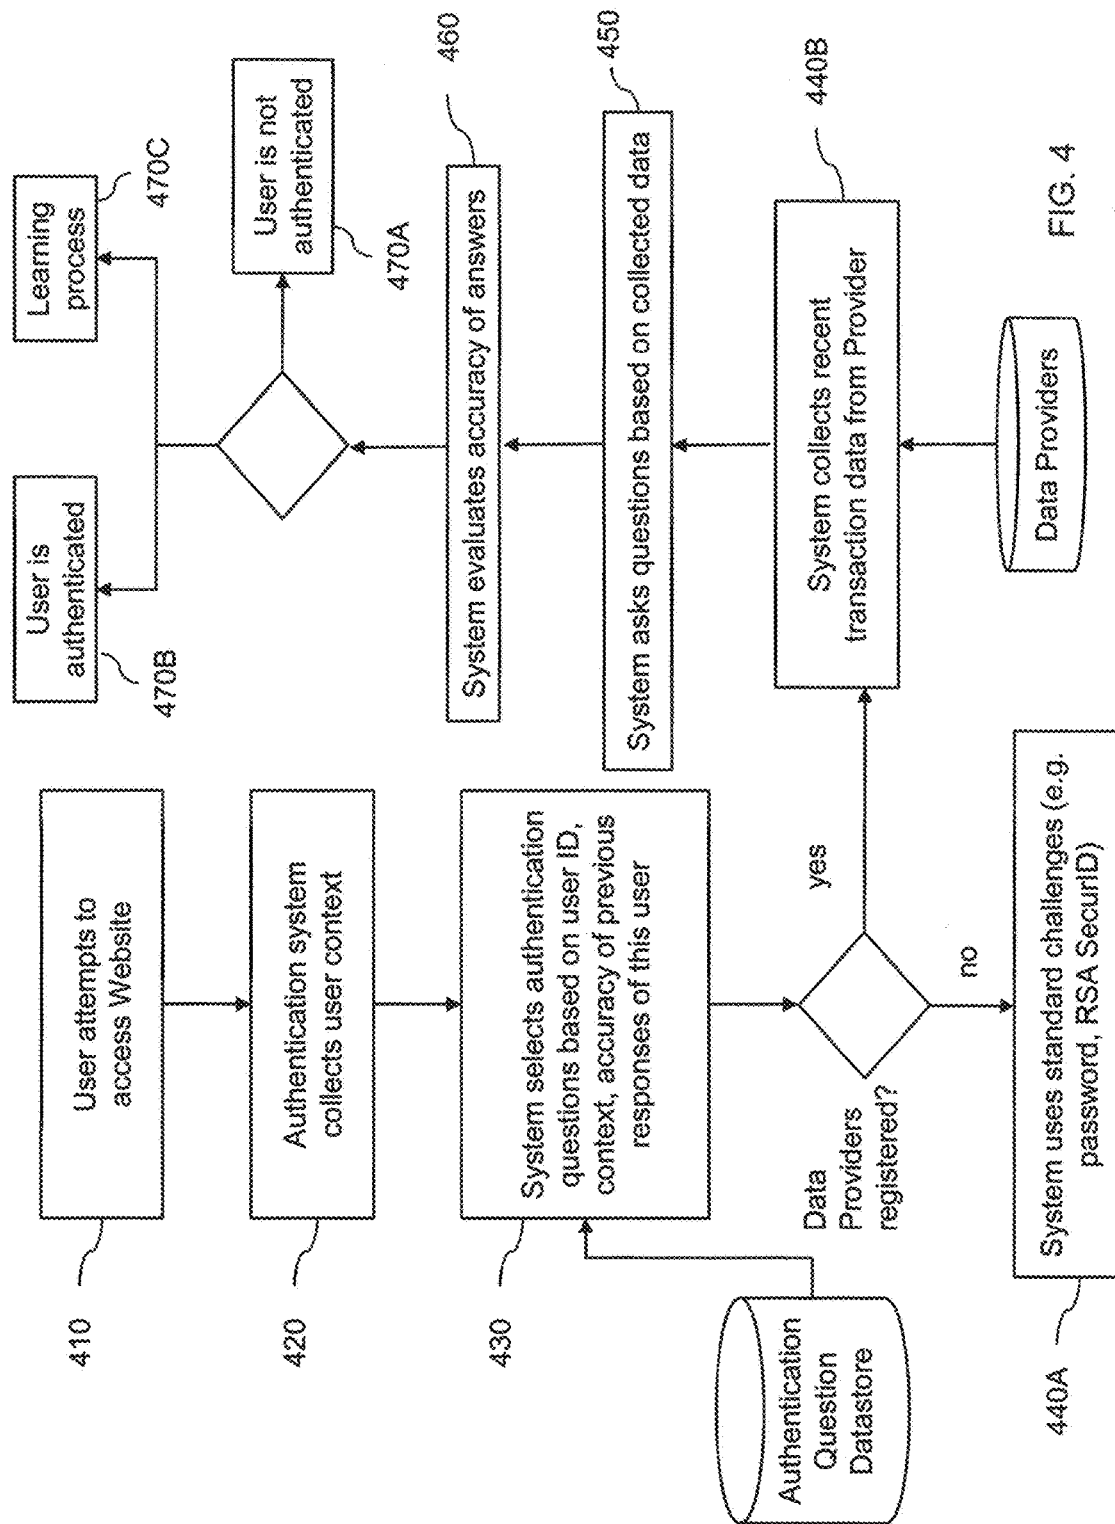 410
User attempts to
access Website
420
Authentication system
collects user context
430
System selects authentication
questions based on user ID,
context, accuracy of previous
responses of this user
Authentication
Question
Datastore
Data
Providers
registered?
yes
no
440A
System uses standard challenges (e.g.
password, RSA SecurID)
470B
User is
authenticated
470C
Learning
process
User is not
authenticated
470A
460
System evaluates accuracy of answers
450
System asks questions based on collected data
440B
System collects recent
transaction data from Provider
Data Providers
FIG. 4